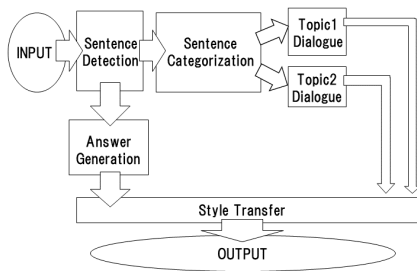 INPUT
Sentence
Detection
Sentence
Categorization
Topic1
Dialogue
Topic2
Dialogue
Answer
Generation
Style Transfer
OUTPUT